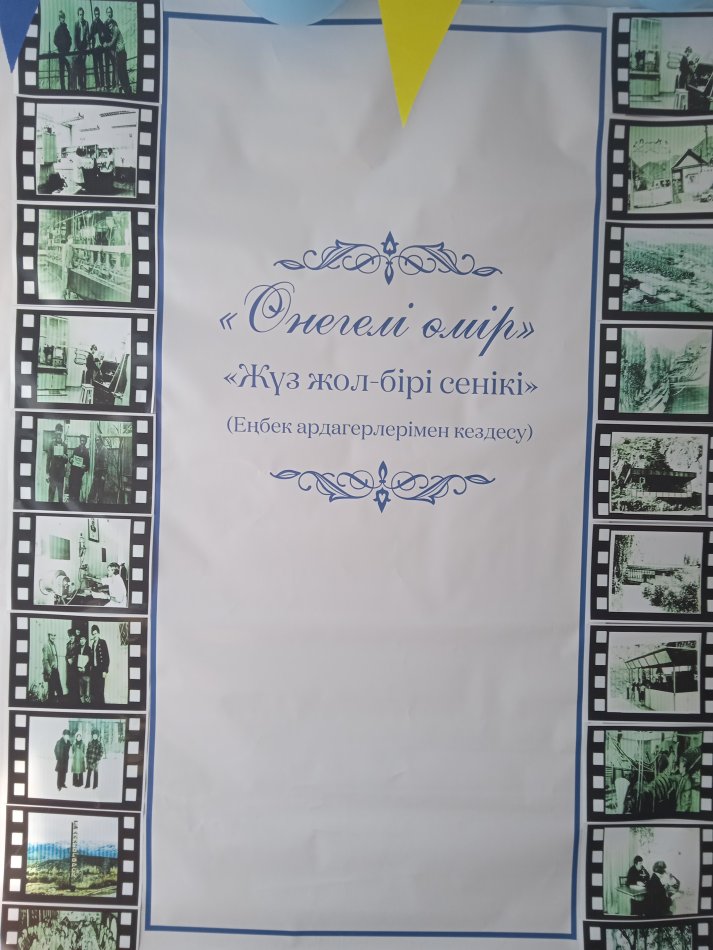 «Өнегелі өмір»
«Жүз жол-бірі сенікі»
(Еңбек ардагерлерімен кездесу)